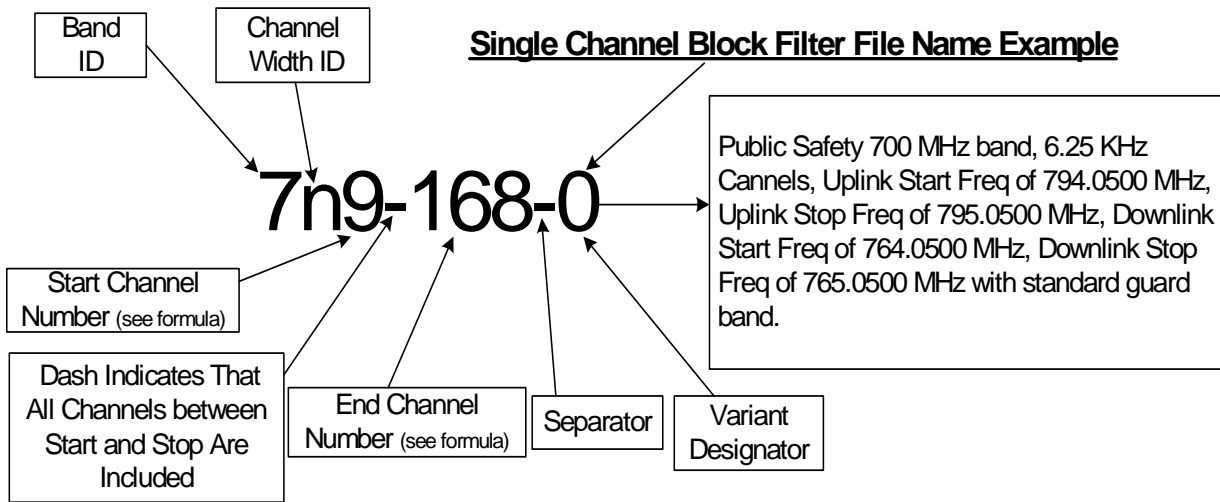 Band
ID
Channel
Width ID
Single Channel Block Filter File Name Example
7n9-168-0
Public Safety 700 MHz band, 6.25 KHz
Cannels, Uplink Start Freq of 794.0500 MHz,
Uplink Stop Freq of 795.0500 MHz, Downlink
Start Freq of 764.0500 MHz, Downlink Stop
Freq of 765.0500 MHz with standard guard
band.
Start Channel
Number (see formula)
Dash Indicates That
All Channels between
Start and Stop Are
Included
End Channel
Number (see formula)
Separator
Variant
Designator